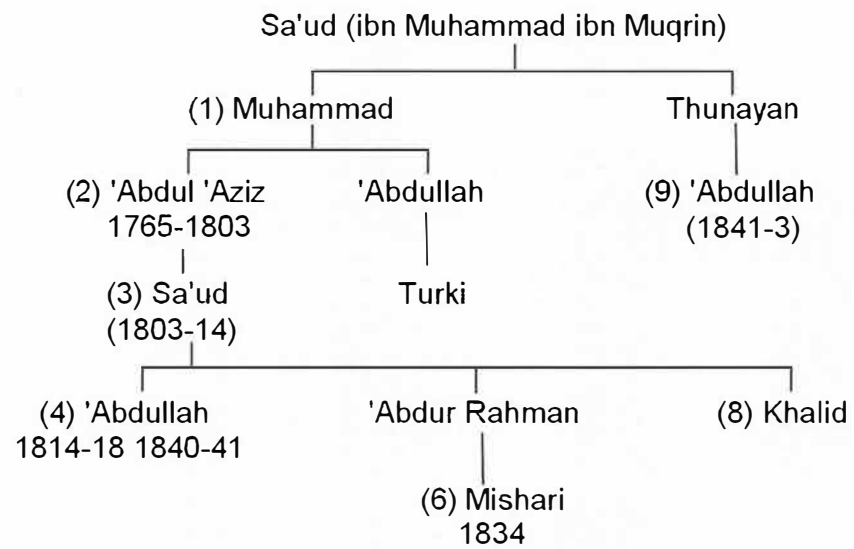 Sa'ud (ibn Muhammad ibn Muqrin)
(1) Muhammad
Thunayan
(2) 'Abdul 'Aziz
1765-1803
'Abdullah
(9) 'Abdullah
(1841-3)
(3) Sa'ud
(1803-14)
Turki
(4) 'Abdullah
1814-18 1840-41
'Abdur Rahman
(8) Khalid
(6) Mishari
1834